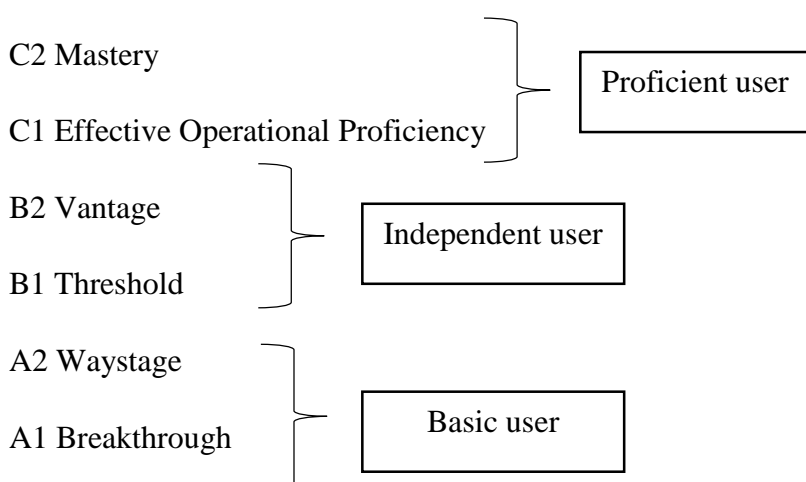 C2 Mastery
Proficient user
C1 Effective Operational Proficiency
B2 Vantage
Independent user
B1 Threshold
A2 Waystage
Basic user
A1 Breakthrough